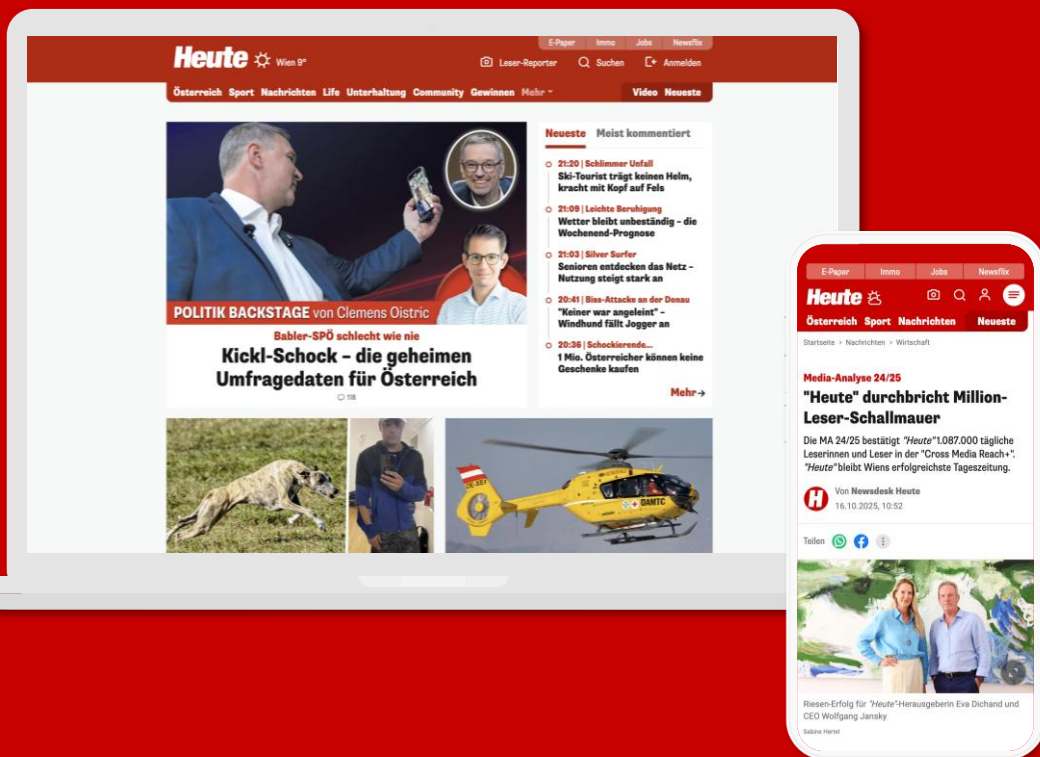 E-Paper Immo Jobs Newsflix
Heute Wien 9°
Leser-Reporter Suchen Anmelden
Österreich Sport Nachrichten Life Unterhaltung Community Gewinnen Mehr
Video Neueste
POLITIK BACKSTAGE von Clemens Oistric
Babler-SPÖ schlecht wie nie
Kickl-Schock – die geheimen
Umfragedaten für Österreich
118
Neueste Meist kommentiert
21:20 | Schlimmer Unfall
Ski-Tourist trägt keinen Helm,
kracht mit Kopf auf Fels
21:09 | Leichte Beruhigung
Wetter bleibt unbeständig – die
Wochenend-Prognose
21:03 | Silver Surfer
Senioren entdecken das Netz –
Nutzung steigt stark an
20:41 | Biss-Attacke an der Donau
"Keiner war angeleint" –
Windhund fällt Jogger an
20:36 | Schockierende...
1 Mio. Österreicher können keine
Geschenke kaufen
Mehr→
ÖAMTC
E-Paper Immo Jobs Newsflix
Heute
Österreich Sport Nachrichten Neueste
Startseite > Nachrichten > Wirtschaft
Media-Analyse 24/25
"Heute" durchbricht Million-
Leser-Schallmauer
Die MA 24/25 bestätigt "Heute" 1.087.000 tägliche
Leserinnen und Leser in der "Cross Media Reach+".
"Heute" bleibt Wiens erfolgreichste Tageszeitung.
H
Von Newsdesk Heute
16.10.2025, 10:52
Teilen
Riesen-Erfolg für "Heute"-Herausgeberin Eva Dichand und
CEO Wolfgang Jansky
Sabine Hertel